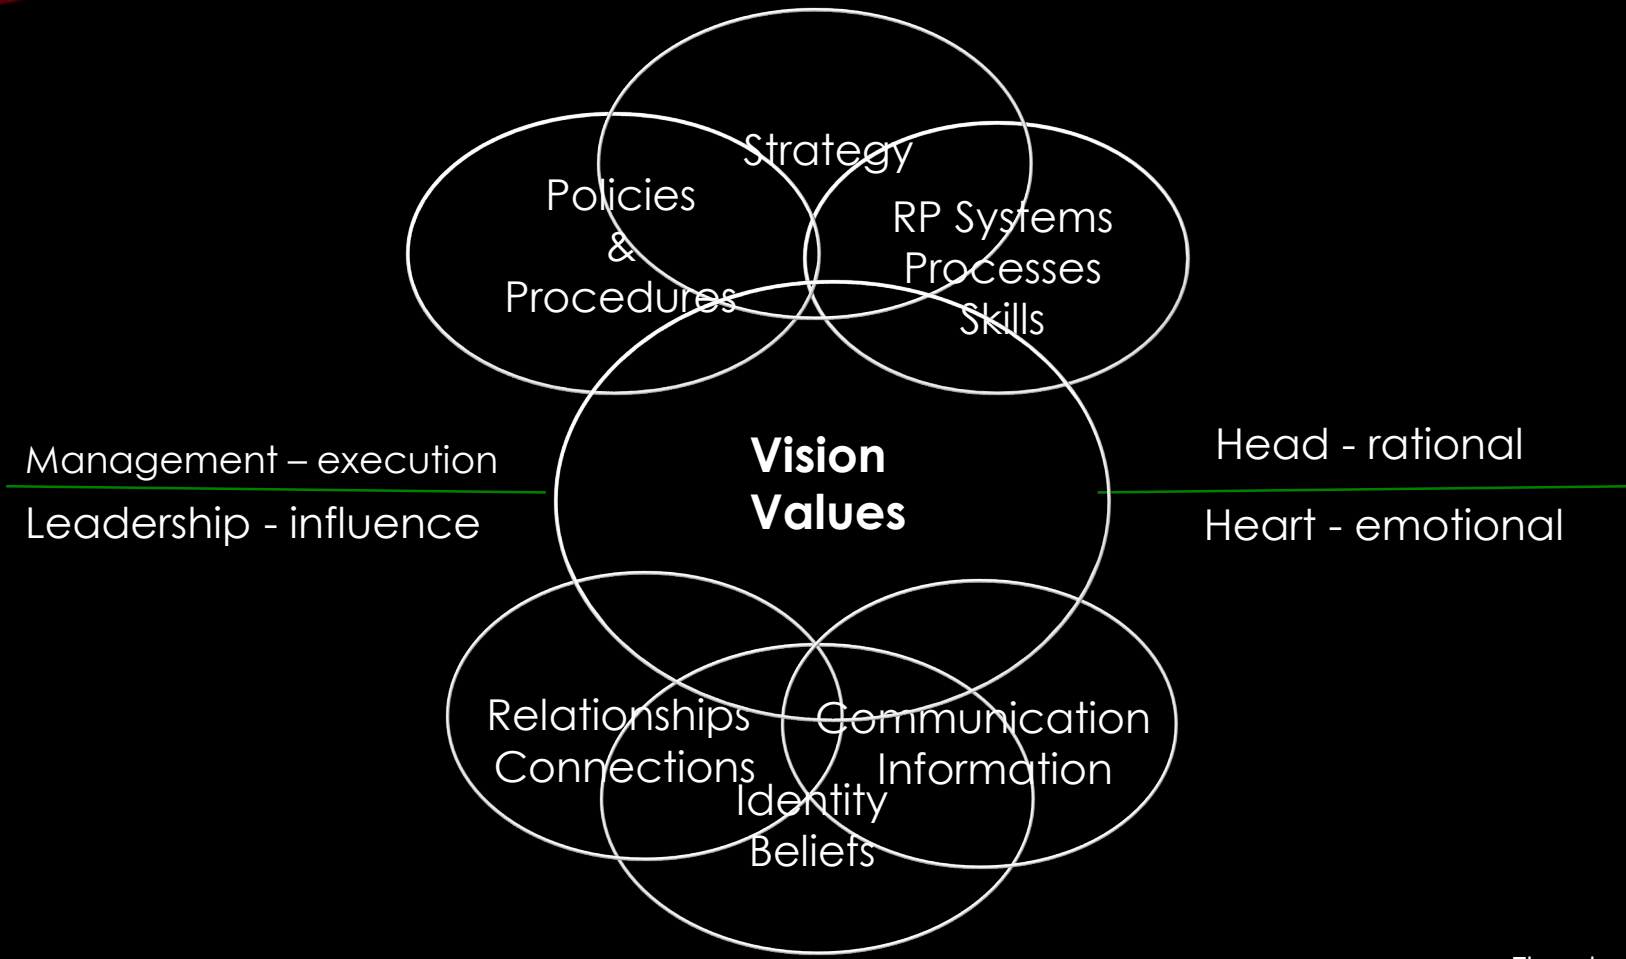 Strategy
Policies
&
Procedures
RP Systems
Processes
Skills
Management – execution
Leadership - influence
Vision
Values
Head - rational
Heart - emotional
Relationships
Connections
Communication
Information
Identity
Beliefs